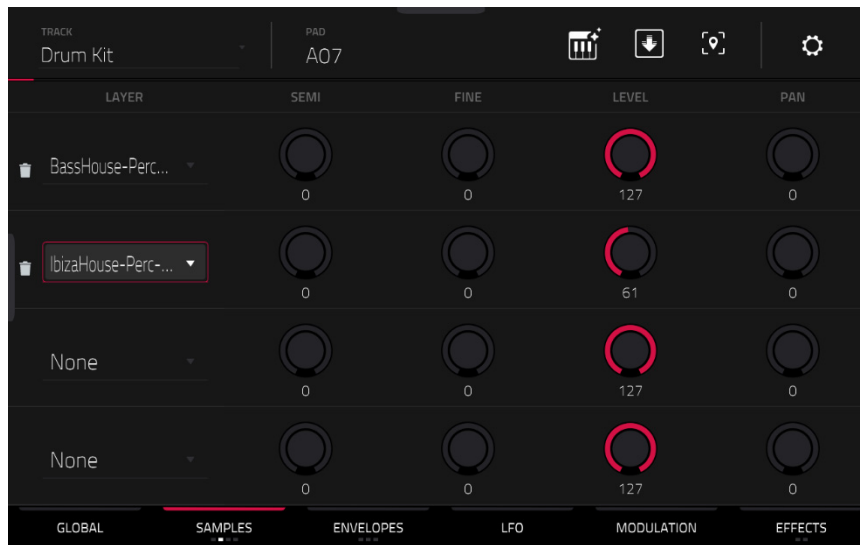 TRACK PAD
Drum Kit A07
LAYER SEMI FINE LEVEL PAN
BassHouse-Perc...
0 0 127 0
IbizaHouse-Perc-...
0 0 61 0
None
0 0 127 0
None
0 0 127 0
GLOBAL SAMPLES ENVELOPES LFO MODULATION EFFECTS